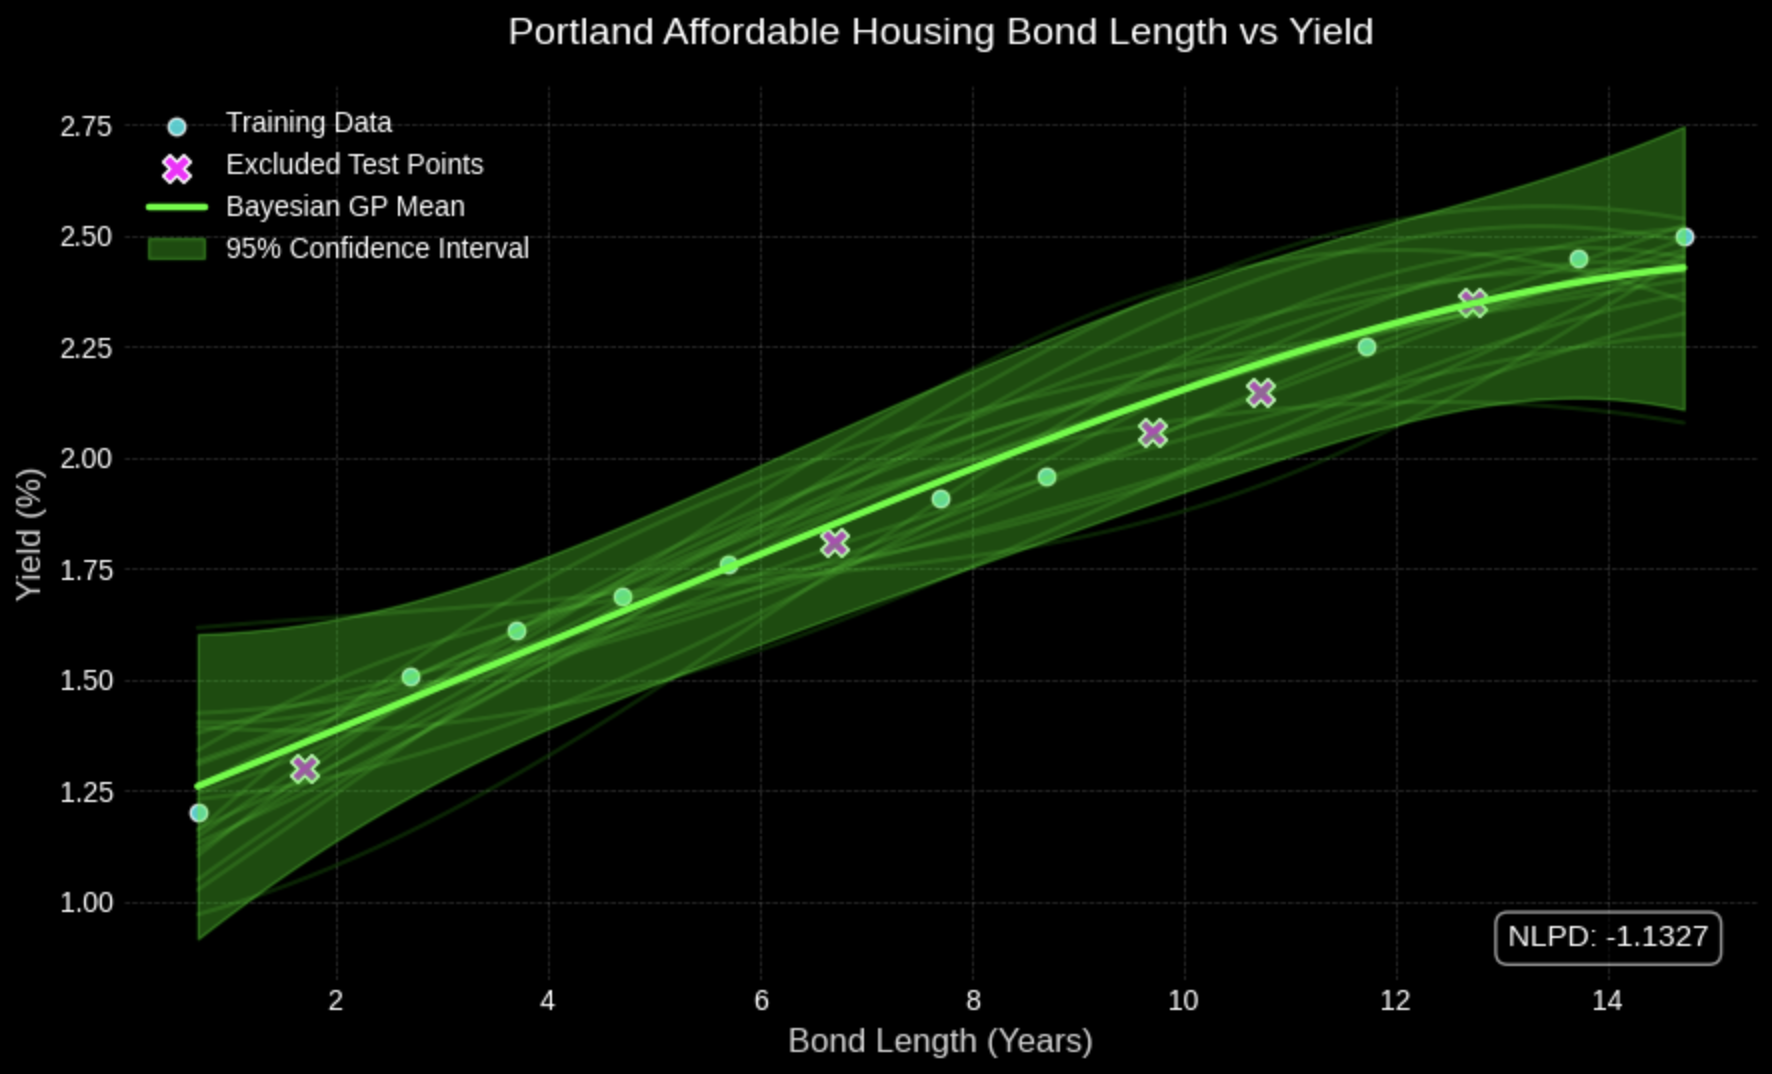 Portland Affordable Housing Bond Length vs Yield
Training Data
Excluded Test Points
Bayesian GP Mean
95% Confidence Interval
Yield (%)
2.75
2.50
2.25
2.00
1.75
1.50
1.25
1.00
NLPD: -1.1327
2 4 6 8 10 12 14
Bond Length (Years)